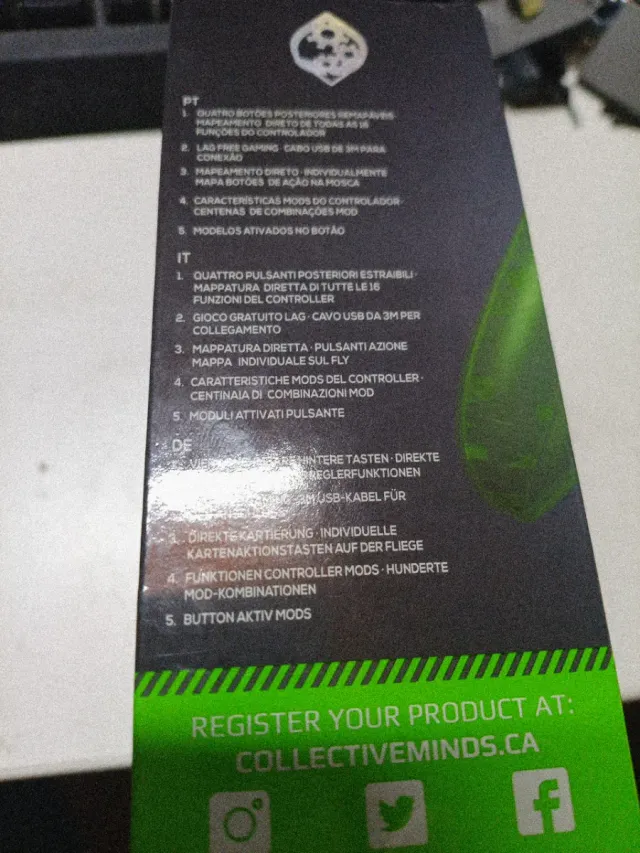 PT
1. QUATRO BOTÕES POSTERIORES REMAPÁVEIS
MAPEAMENTO DIRETO DE TODAS AS 16
FUNÇÕES DO CONTROLADOR
2. LAG FREE GAMING · CABO USB DE 3M PARA
CONEXÃO
3. MAPEAMENTO DIRETO · INDIVIDUALMENTE
MAPA BOTÕES DE AÇÃO NA MOSCA
4. CARACTERÍSTICAS MODS DO CONTROLADOR·
CENTENAS DE COMBINAÇÕES MOD
5. MODELOS ATIVADOS NO BOTÃO
IT
1. QUATTRO PULSANTI POSTERIORI ESTRAIBILI·
MAPPATURA DIRETTA DI TUTTE LE 16
FUNZIONI DEL CONTROLLER
2. GIOCO GRATUITO LAG · CAVO USB DA 3M PER
COLLEGAMENTO
3. MAPPATURA DIRETTA · PULSANTI AZIONE
MAPPA INDIVIDUALE SUL FLY
4. CARATTERISTICHE MODS DEL CONTROLLER·
CENTINAIA DI COMBINAZIONI MOD
5. MODULI ATTIVATI PULSANTE
DE
HINTERE TASTEN · DIREKTE
REGLERFUNKTIONEN
USB-KABEL FÜR
3. DIREKTE KARTIERUNG · INDIVIDUELLE
KARTENAKTIONSTASTEN AUF DER FLIEGE
4. FUNKTIONEN CONTROLLER MODS · HUNDERTE
MOD-KOMBINATIONEN
5. BUTTON AKTIV MODS
REGISTER YOUR PRODUCT AT:
COLLECTIVEMINDS.CA